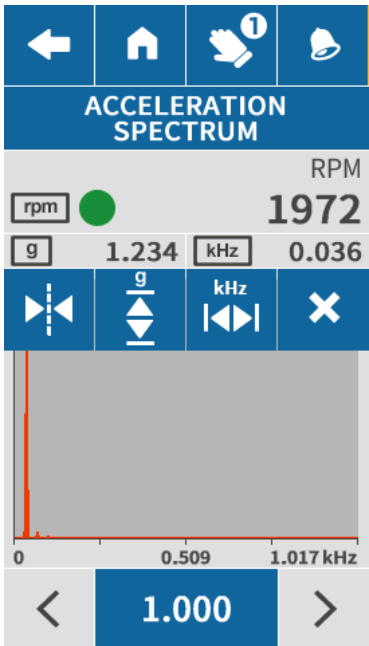 1
ACCELERATION
SPECTRUM
RPM
rpm 1972
g 1.234 kHz 0.036
g kHz
0 0.509 1.017 kHz
1.000